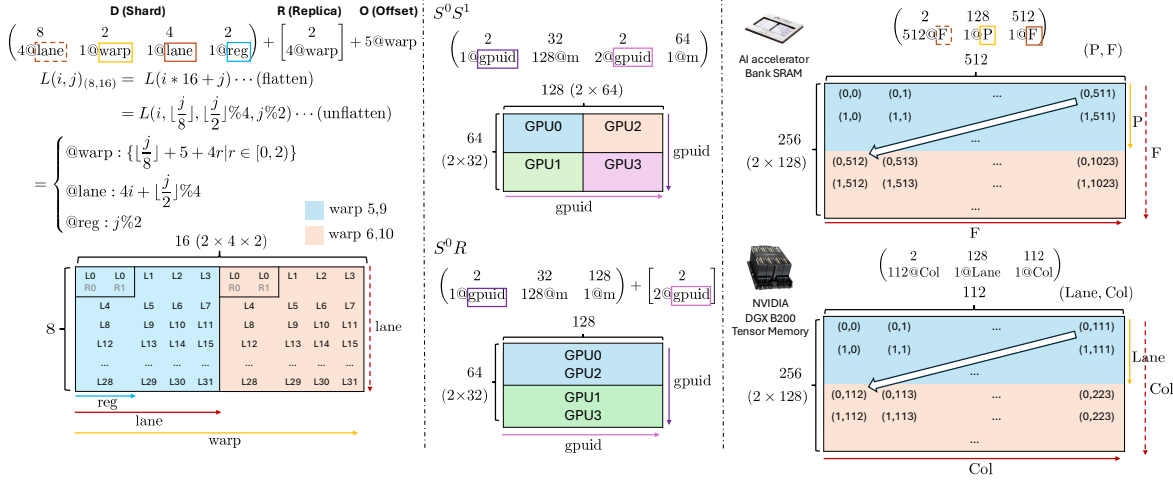 D (Shard) R (Replica) O (Offset)
( 8 2 4 2 ) + [ 2 ] + 5@warp
4@lane 1@warp 1@lane 1@reg 4@warp
L(i, j)(8,16) = L(i * 16 + j) ··· (flatten)
= L(i, ⌊j/8⌋, ⌊j/2⌋%4, j%2) ··· (unflatten)
= { @warp : {⌊j/8⌋ + 5 + 4r|r ∈ [0, 2)}
@lane : 4i + ⌊j/2⌋%4
@reg : j%2
warp 5,9
warp 6,10
16 (2 × 4 × 2)
L0 L0 L1 L2 L3 L0 L0 L1 L2 L3
R0 R1 R0 R1
L4 L5 L6 L7 L4 L5 L6 L7
8
L8 L9 L10 L11 L8 L9 L10 L11
lane
L12 L13 L14 L15 L12 L13 L14 L15
... ... ... ... ... ... ... ...
L28 L29 L30 L31 L28 L29 L30 L31
reg
lane
warp
S⁰S¹
( 2 32 2 64 )
1@gpuid 128@m 2@gpuid 1@m
128 (2 × 64)
64
(2×32)
GPU0 GPU2
GPU1 GPU3
gpuid
gpuid
S⁰R
( 2 32 128 ) + [ 2 ]
1@gpuid 128@m 1@m 2@gpuid
128
64
(2×32)
GPU0
GPU2
GPU1
GPU3
gpuid
gpuid
AI accelerator
Bank SRAM
( 2 128 512 )
512@F 1@P 1@F
(P, F)
512
256
(2 × 128)
(0,0) (0,1) ... (0,511)
(1,0) (1,1) (1,511)
...
(0,512) (0,513) (0,1023)
(1,512) (1,513) (1,1023)
...
P
F
F
NVIDIA
DGX B200
Tensor Memory
( 2 128 112 )
112@Col 1@Lane 1@Col
(Lane, Col)
112
256
(2 × 128)
(0,0) (0,1) ... (0,111)
(1,0) (1,1) (1,111)
...
(0,112) (0,113) (0,223)
(1,112) (1,113) (0,223)
...
Lane
Col
Col